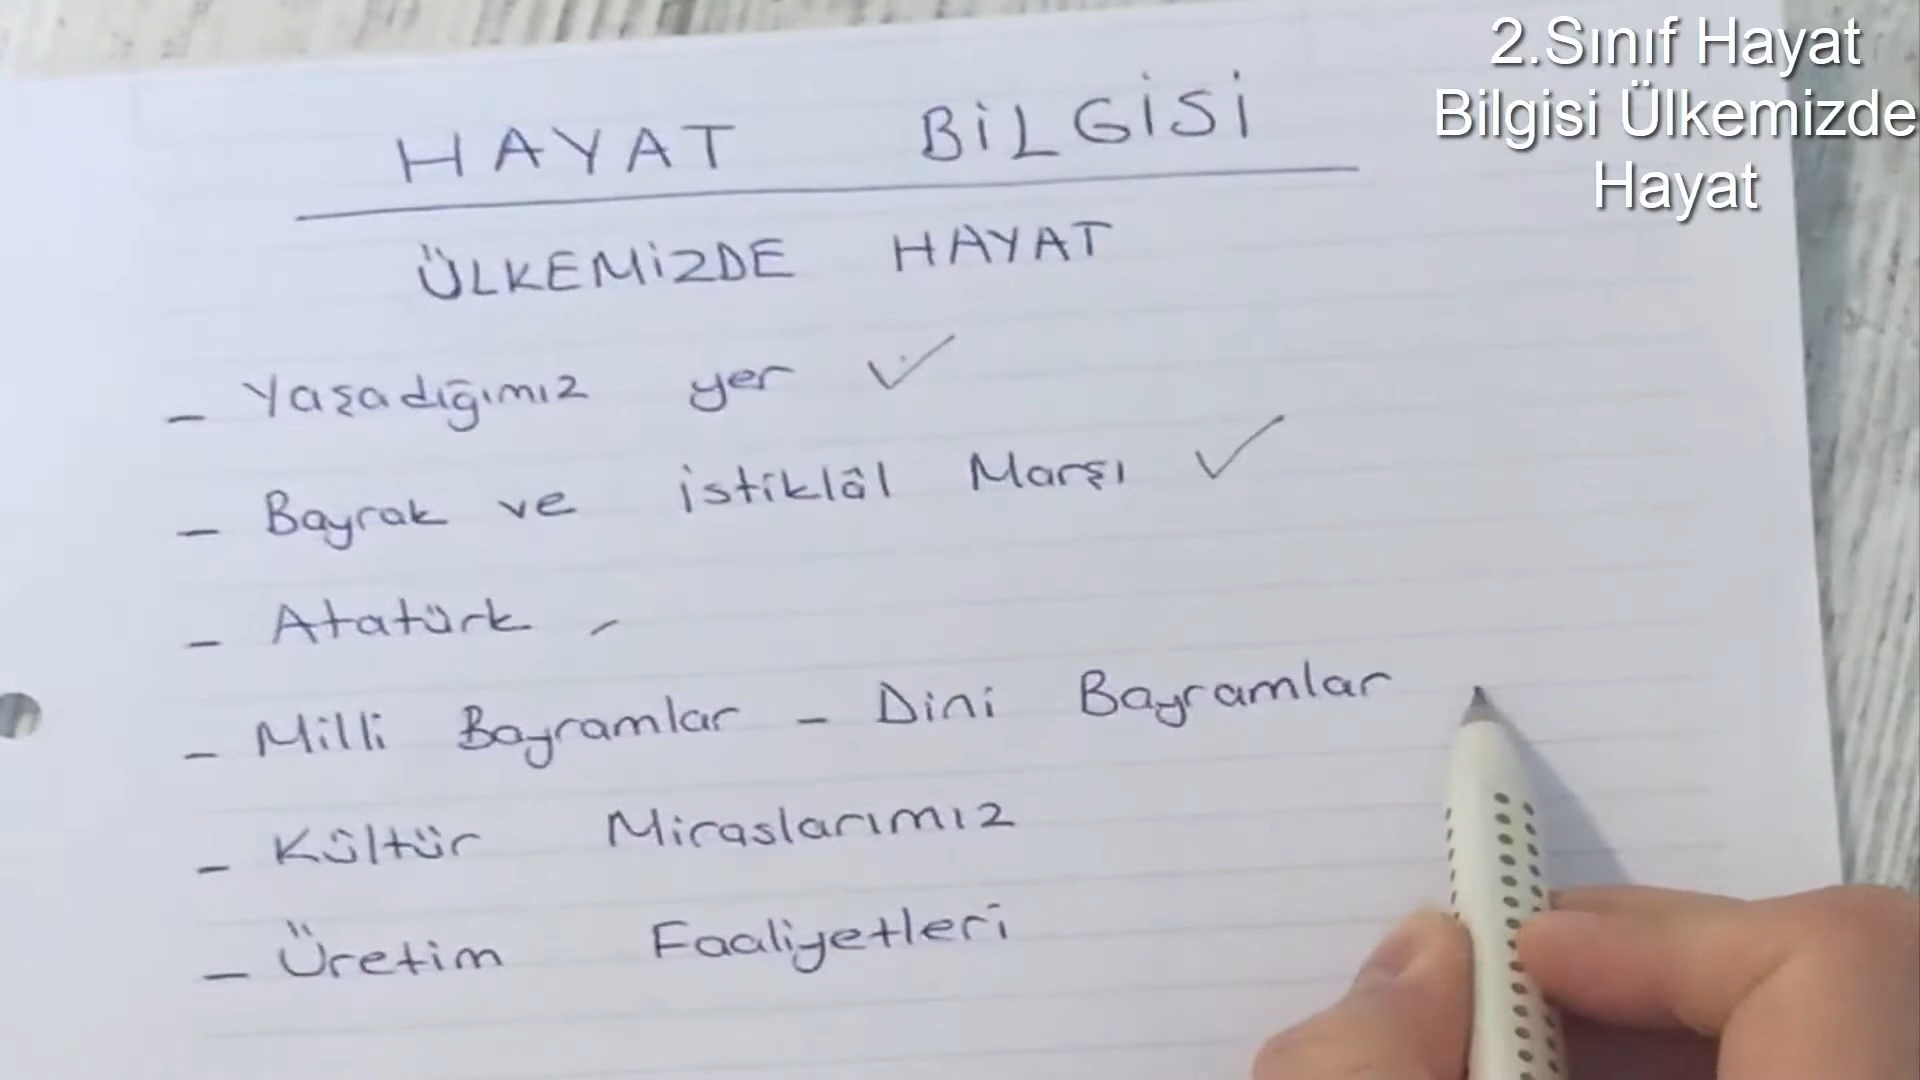 2.Sınıf Hayat
Bilgisi Ülkemizde
Hayat
HAYAT BİLGİSİ
ÜLKEMİZDE HAYAT
- Yaşadığımız yer ✓
- Bayrak ve istiklâl Marşı ✓
- Atatürk -
- Milli Bayramlar - Dini Bayramlar
- Kültür Miraslarımız
- Üretim Faaliyetleri